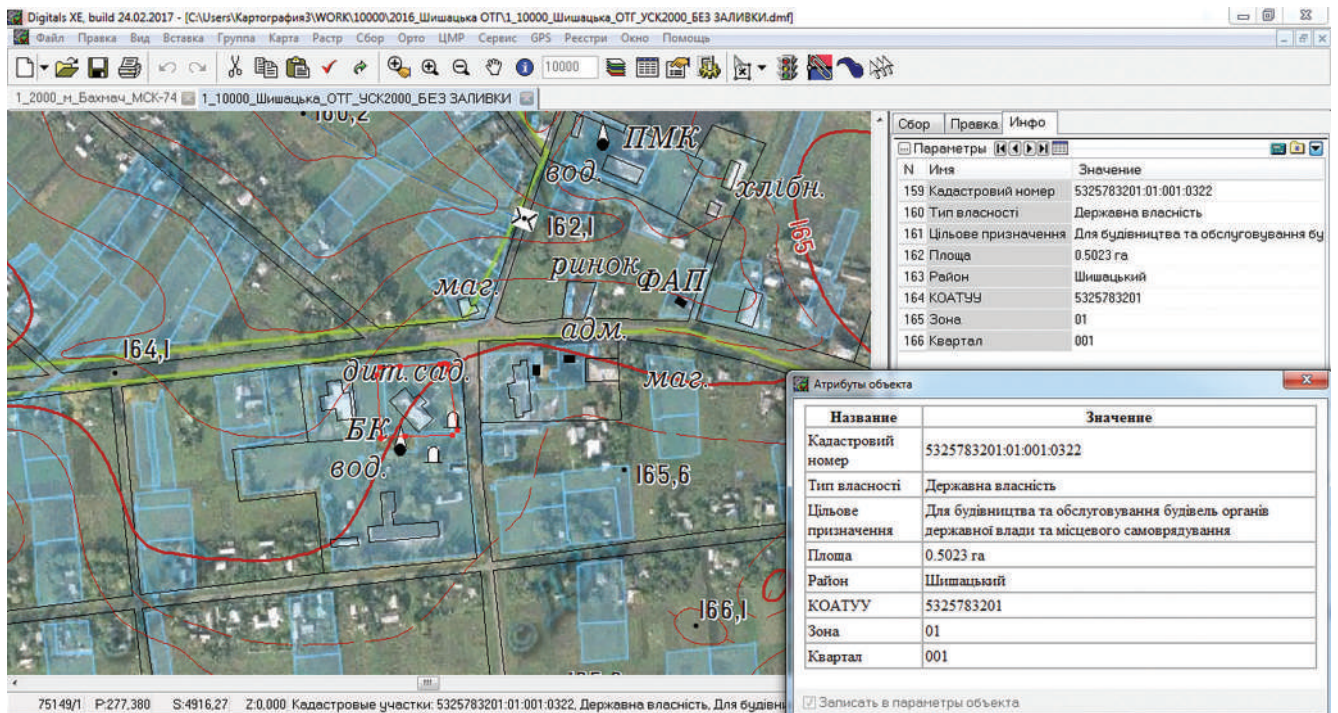 Digitals XE, build 24.02.2017 - [C:\Users\Картография3\WORK\10000\2016_Шишацька ОТГ\1_10000_Шишацька_ОТГ_УСК2000_БЕЗ ЗАЛИВКИ.dmf]
Файл Правка Вид Вставка Группа Карта Растр Сбор Орто ЦМР Сервис GPS Реєстри Окно Помощь
10000
1_2000_м_Бахмач_МСК-74 1_10000_Шишацька_ОТГ_УСК2000_БЕЗ ЗАЛИВКИ
160,2
ПМК
вод.
хлібн.
162,1
165
ринок
ФАП
маг.
адм.
164,1
дит.сад.
маг.
БК
вод.
165,6
166,1
Сбор Правка Инфо
Параметры
N Имя Значение
159 Кадастровий номер 5325783201:01:001:0322
160 Тип власності Державна власність
161 Цільове призначення Для будівництва та обслуговування бу
162 Площа 0.5023 га
163 Район Шишацький
164 КОАТУУ 5325783201
165 Зона 01
166 Квартал 001
Атрибуты объекта
Название Значение
Кадастровий номер 5325783201:01:001:0322
Тип власності Державна власність
Цільове призначення Для будівництва та обслуговування будівель органів
державної влади та місцевого самоврядування
Площа 0.5023 га
Район Шишацький
КОАТУУ 5325783201
Зона 01
Квартал 001
Записать в параметры объекта
75149/1 P:277,380 S:4916,27 Z:0,000 Кадастровые участки: 5325783201:01:001:0322, Державна власність, Для будівни